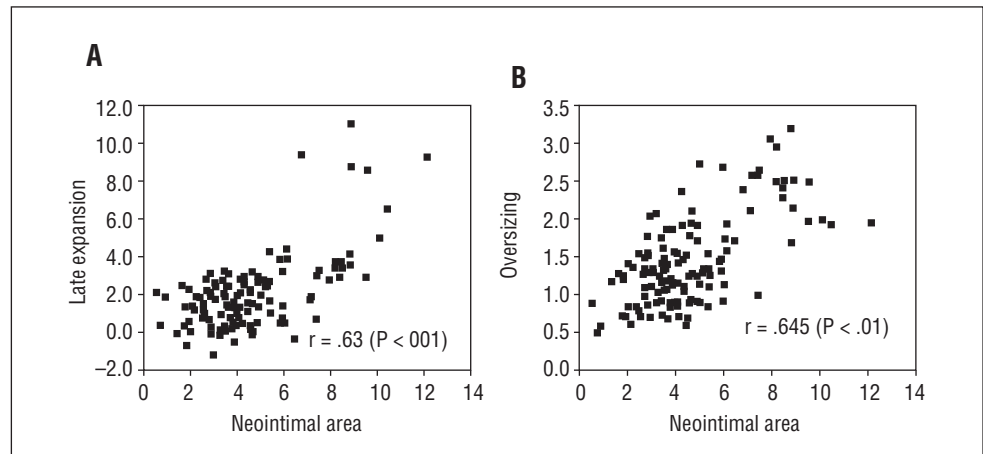 A
Late expansion
12.0
10.0
8.0
6.0
4.0
2.0
0.0
–2.0
0 2 4 6 8 10 12 14
Neointimal area
r = .63 (P < 001)
B
Oversizing
3.5
3.0
2.5
2.0
1.5
1.0
0.5
0.0
0 2 4 6 8 10 12 14
Neointimal area
r = .645 (P < .01)